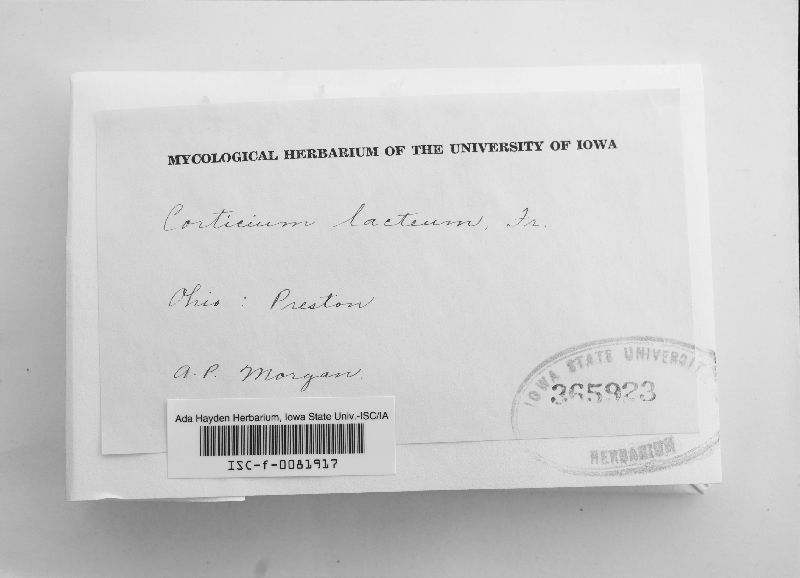 MYCOLOGICAL HERBARIUM OF THE UNIVERSITY OF IOWA
Corticium lacteum, Fr.
Ohio : Preston
A. P. Morgan.
IOWA STATE UNIVERSIT
365923
HERBARIUM
Ada Hayden Herbarium, Iowa State Univ.-ISC/IA
ISC-f-0081917